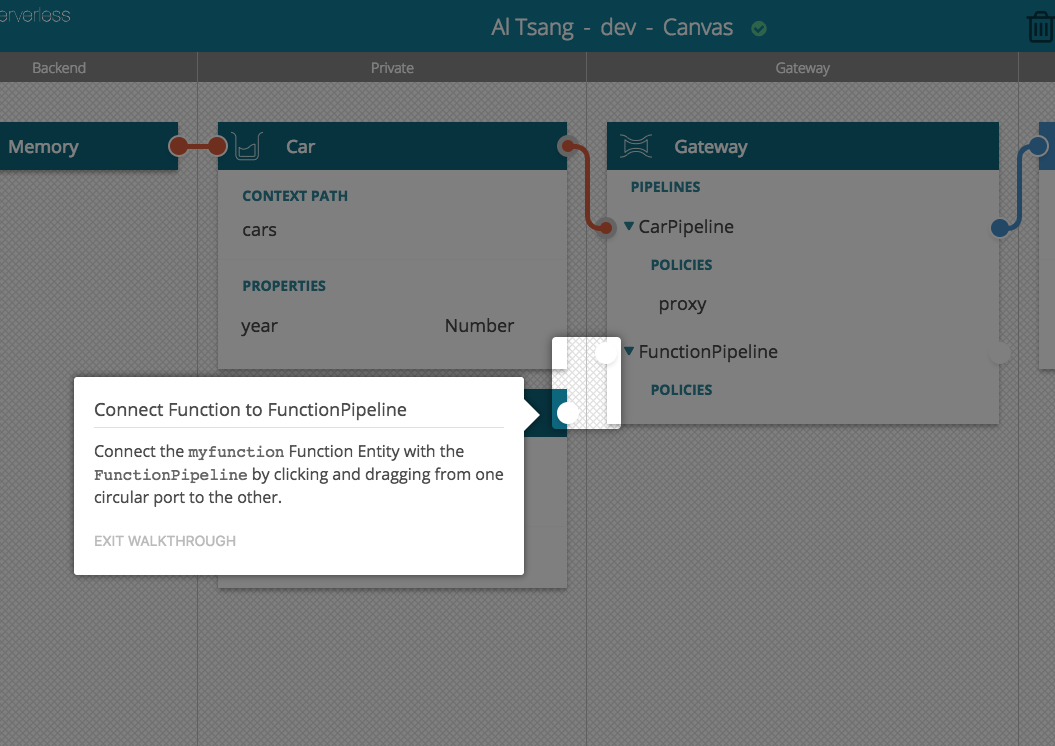 Al Tsang - dev - Canvas
Backend
Private
Gateway
Memory
Car
CONTEXT PATH
cars
PROPERTIES
year Number
Gateway
PIPELINES
CarPipeline
POLICIES
proxy
FunctionPipeline
POLICIES
Connect Function to FunctionPipeline
Connect the myfunction Function Entity with the
FunctionPipeline by clicking and dragging from one
circular port to the other.
EXIT WALKTHROUGH